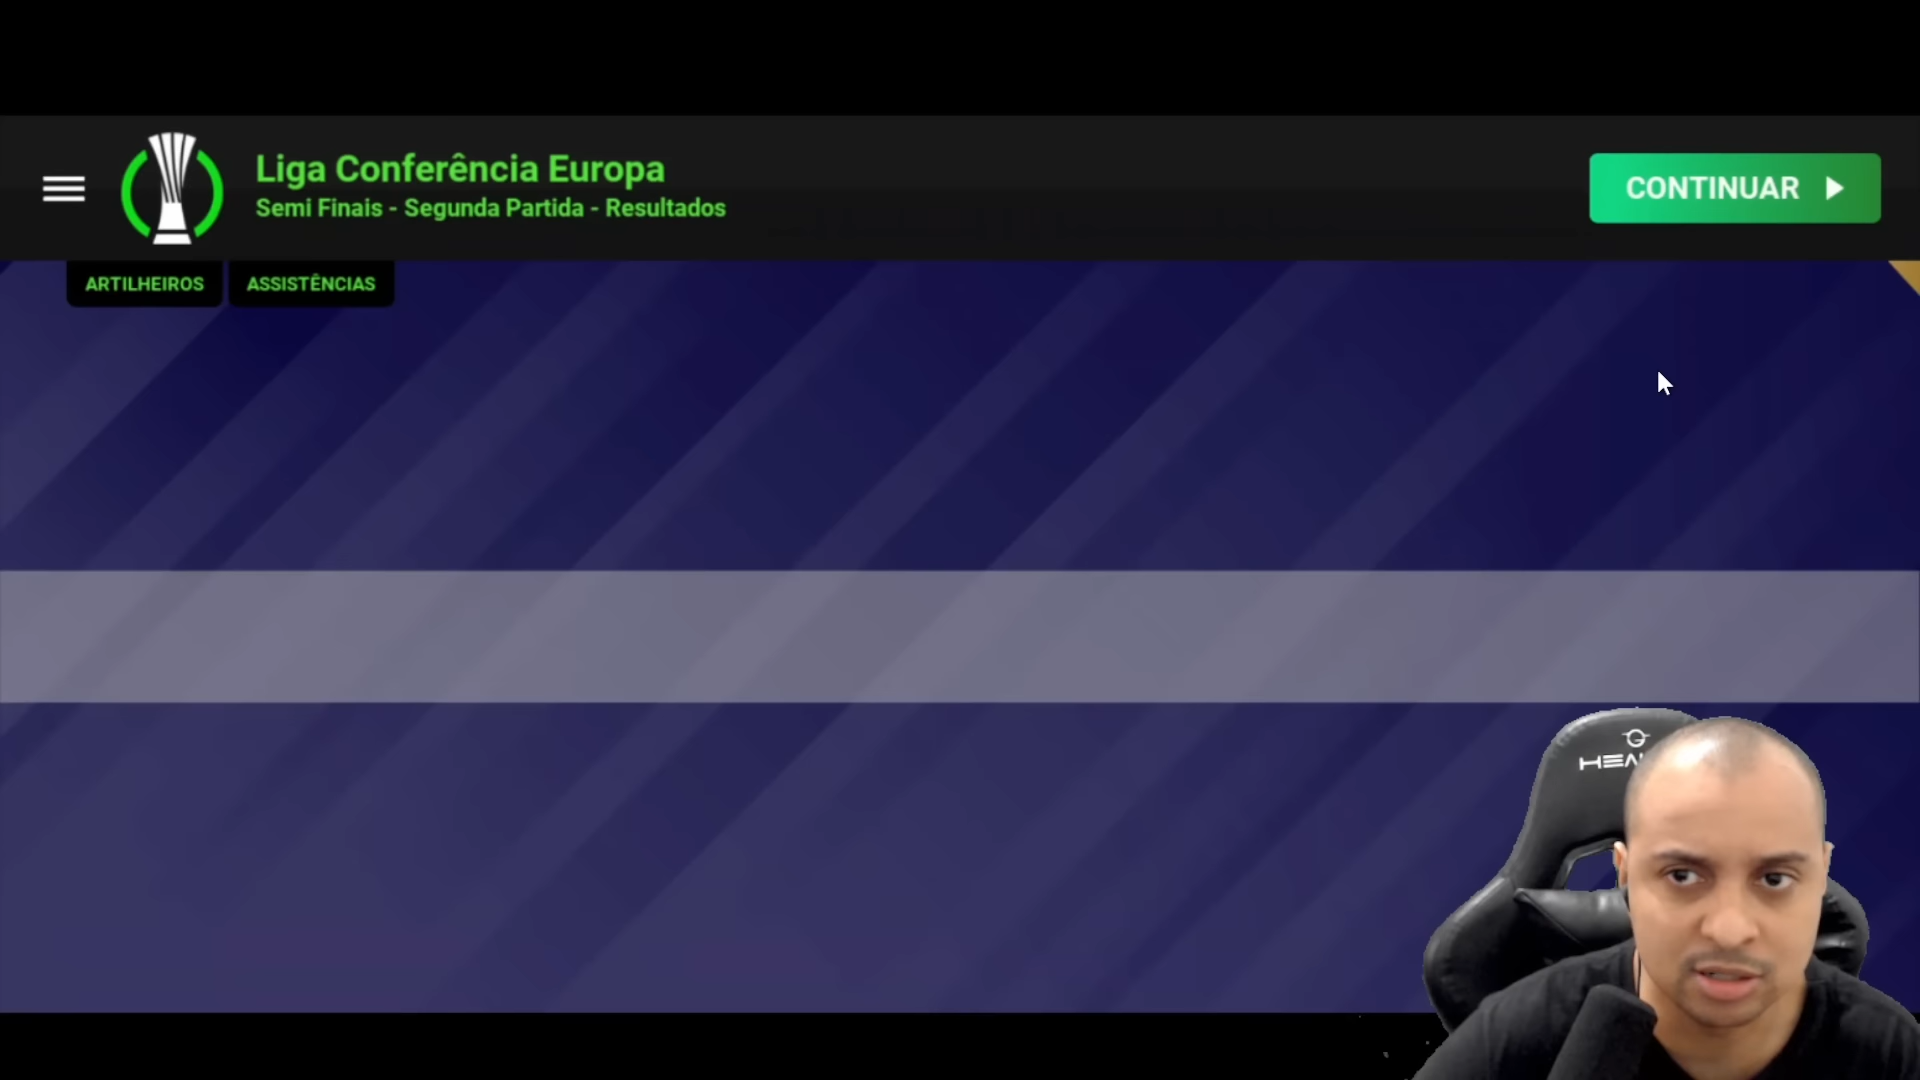 Liga Conferência Europa
Semi Finais - Segunda Partida - Resultados
CONTINUAR
ARTILHEIROS
ASSISTÊNCIAS